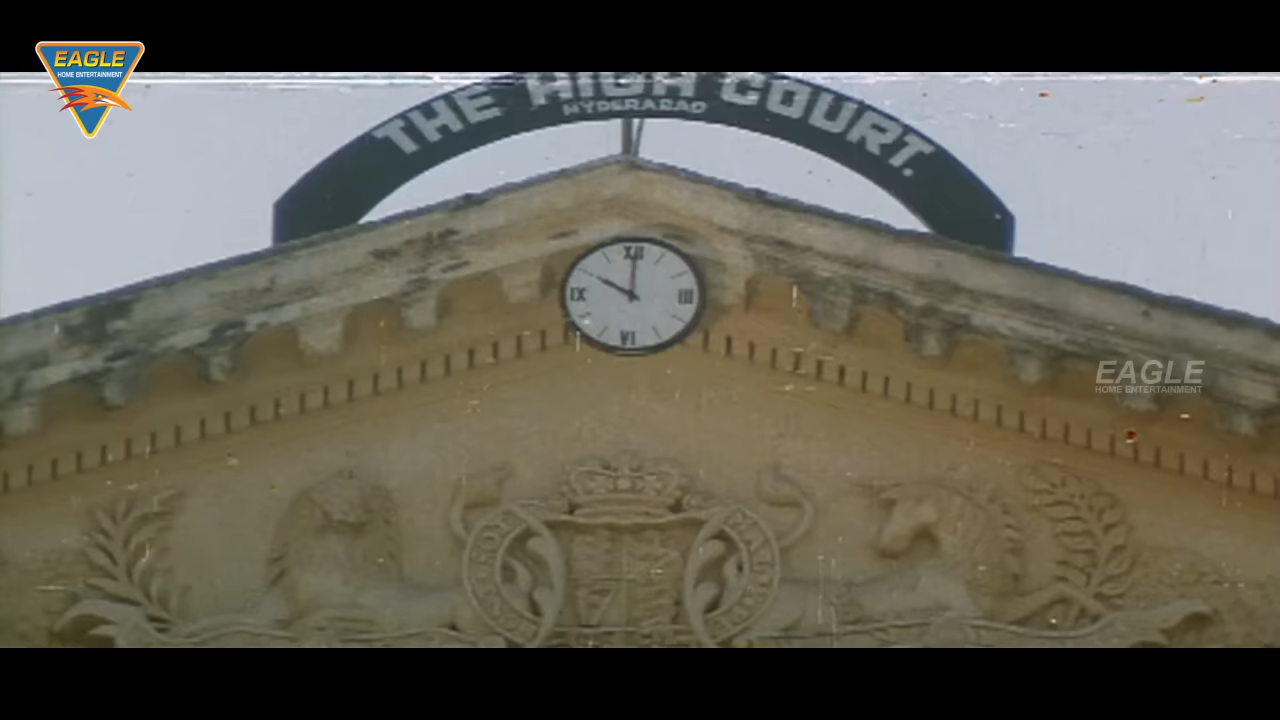 EAGLE
HOME ENTERTAINMENT
THE HIGH COURT.
HYDERABAD
XII
IX
III
VI
EAGLE
HOME ENTERTAINMENT